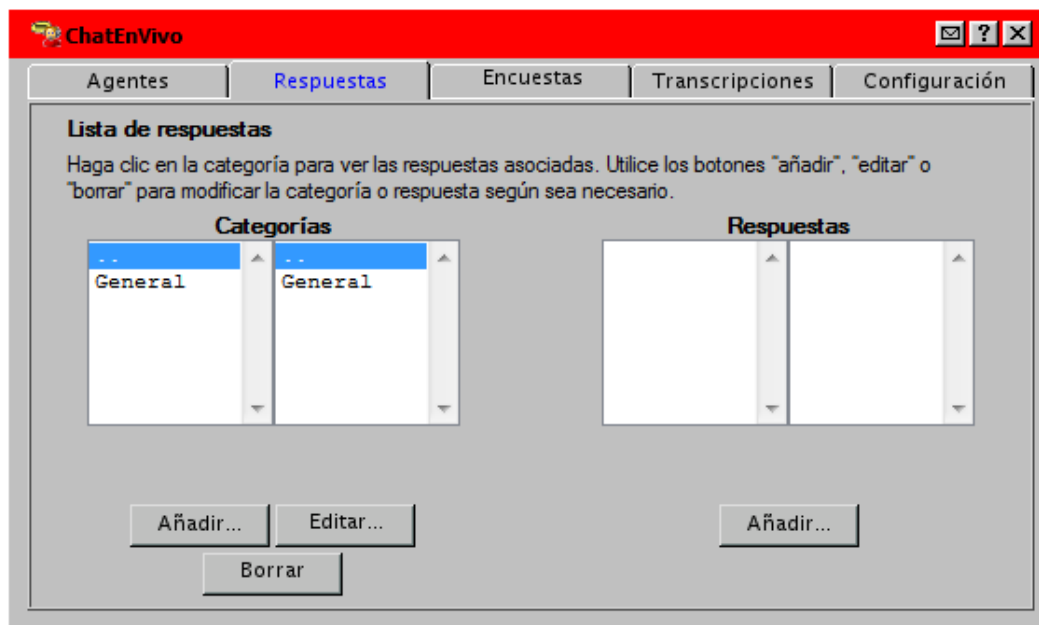 ChatEnVivo
Agentes Respuestas Encuestas Transcripciones Configuración
Lista de respuestas
Haga clic en la categoría para ver las respuestas asociadas. Utilice los botones "añadir", "editar" o
"borrar" para modificar la categoría o respuesta según sea necesario.
Categorías Respuestas
.. ..
General General
Añadir... Editar... Añadir...
Borrar